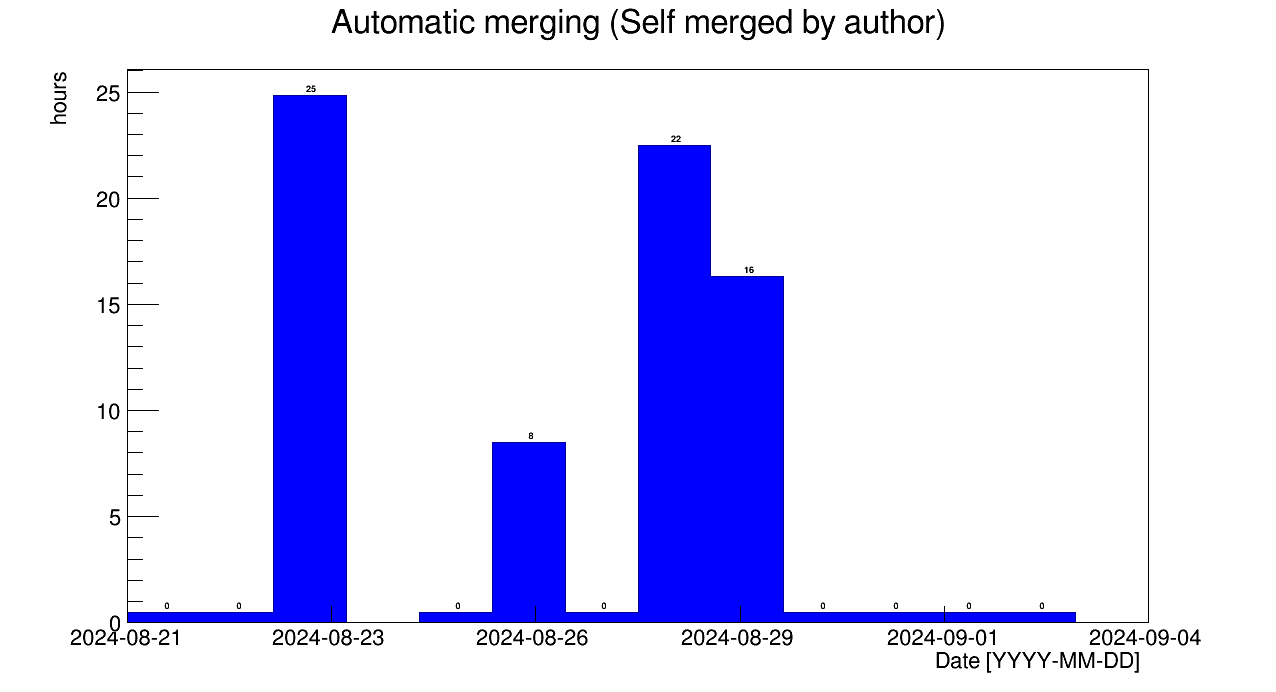 Automatic merging (Self merged by author)
hours
25
20
15
10
5
0
25
22
16
8
0 0 0 0 0 0 0 0
2024-08-21 2024-08-23 2024-08-26 2024-08-29 2024-09-01 2024-09-04
Date [YYYY-MM-DD]